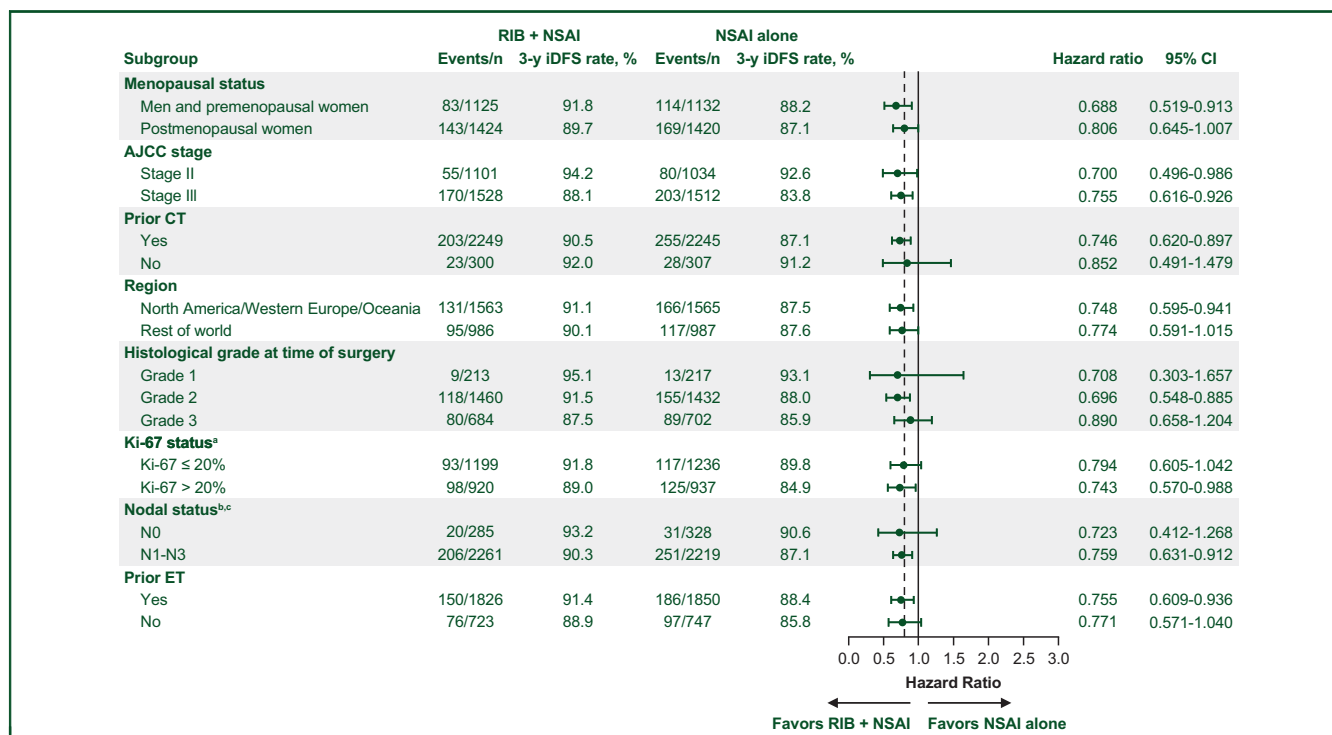 RIB + NSAI NSAI alone
Subgroup Events/n 3-y iDFS rate, % Events/n 3-y iDFS rate, % Hazard ratio 95% CI
Menopausal status
Men and premenopausal women 83/1125 91.8 114/1132 88.2 0.688 0.519-0.913
Postmenopausal women 143/1424 89.7 169/1420 87.1 0.806 0.645-1.007
AJCC stage
Stage II 55/1101 94.2 80/1034 92.6 0.700 0.496-0.986
Stage III 170/1528 88.1 203/1512 83.8 0.755 0.616-0.926
Prior CT
Yes 203/2249 90.5 255/2245 87.1 0.746 0.620-0.897
No 23/300 92.0 28/307 91.2 0.852 0.491-1.479
Region
North America/Western Europe/Oceania 131/1563 91.1 166/1565 87.5 0.748 0.595-0.941
Rest of world 95/986 90.1 117/987 87.6 0.774 0.591-1.015
Histological grade at time of surgery
Grade 1 9/213 95.1 13/217 93.1 0.708 0.303-1.657
Grade 2 118/1460 91.5 155/1432 88.0 0.696 0.548-0.885
Grade 3 80/684 87.5 89/702 85.9 0.890 0.658-1.204
Ki-67 statusᵃ
Ki-67 ≤ 20% 93/1199 91.8 117/1236 89.8 0.794 0.605-1.042
Ki-67 > 20% 98/920 89.0 125/937 84.9 0.743 0.570-0.988
Nodal statusᵇ,ᶜ
N0 20/285 93.2 31/328 90.6 0.723 0.412-1.268
N1-N3 206/2261 90.3 251/2219 87.1 0.759 0.631-0.912
Prior ET
Yes 150/1826 91.4 186/1850 88.4 0.755 0.609-0.936
No 76/723 88.9 97/747 85.8 0.771 0.571-1.040
0.0 0.5 1.0 1.5 2.0 2.5 3.0
Hazard Ratio
Favors RIB + NSAI Favors NSAI alone